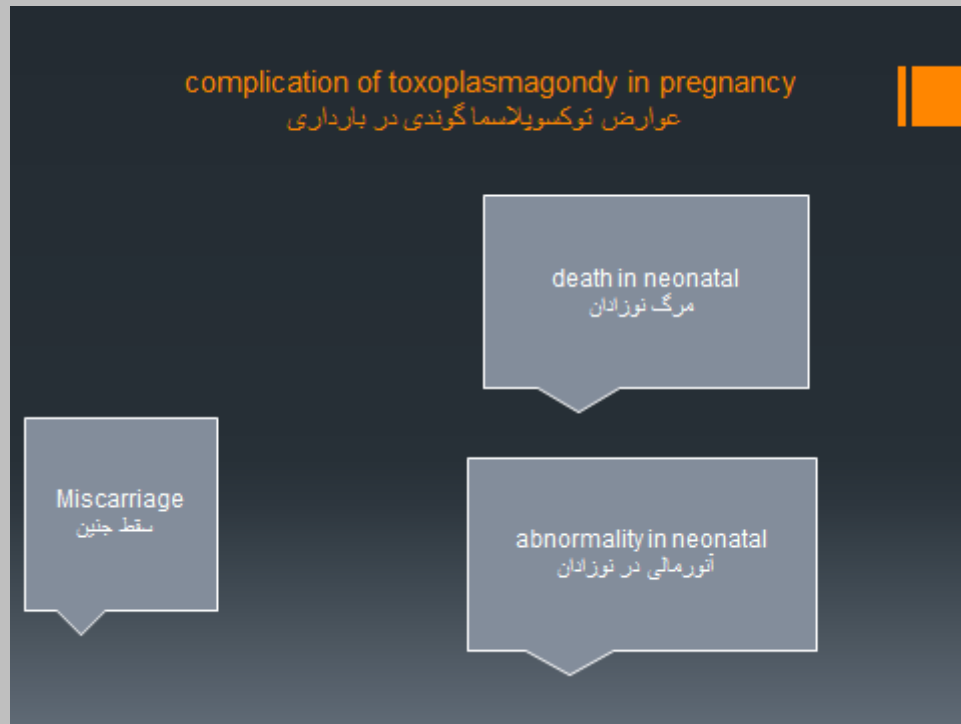 complication of toxoplasmagondy in pregnancy
عوارض توکسوپلاسما گوندی در بارداری
death in neonatal
مرگ نوزادان
Miscarriage
سقط جنین
abnormality in neonatal
آنورمالی در نوزادان